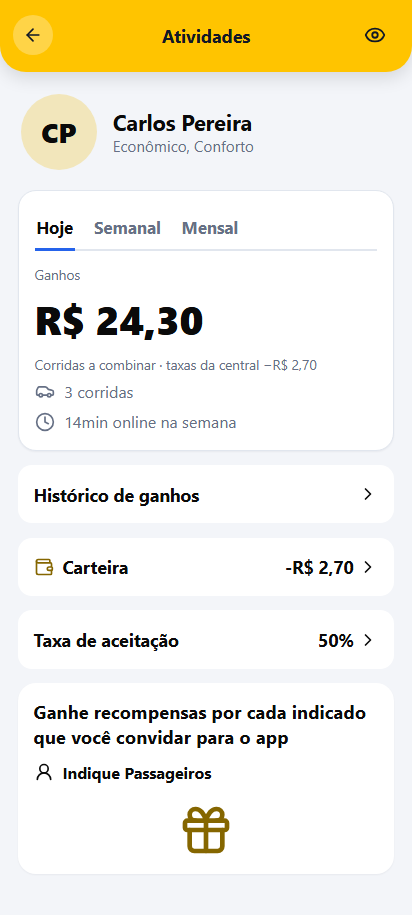 Atividades
CP
Carlos Pereira
Econômico, Conforto
Hoje Semanal Mensal
Ganhos
R$ 24,30
Corridas a combinar · taxas da central −R$ 2,70
3 corridas
14min online na semana
Histórico de ganhos
Carteira -R$ 2,70
Taxa de aceitação 50%
Ganhe recompensas por cada indicado
que você convidar para o app
Indique Passageiros